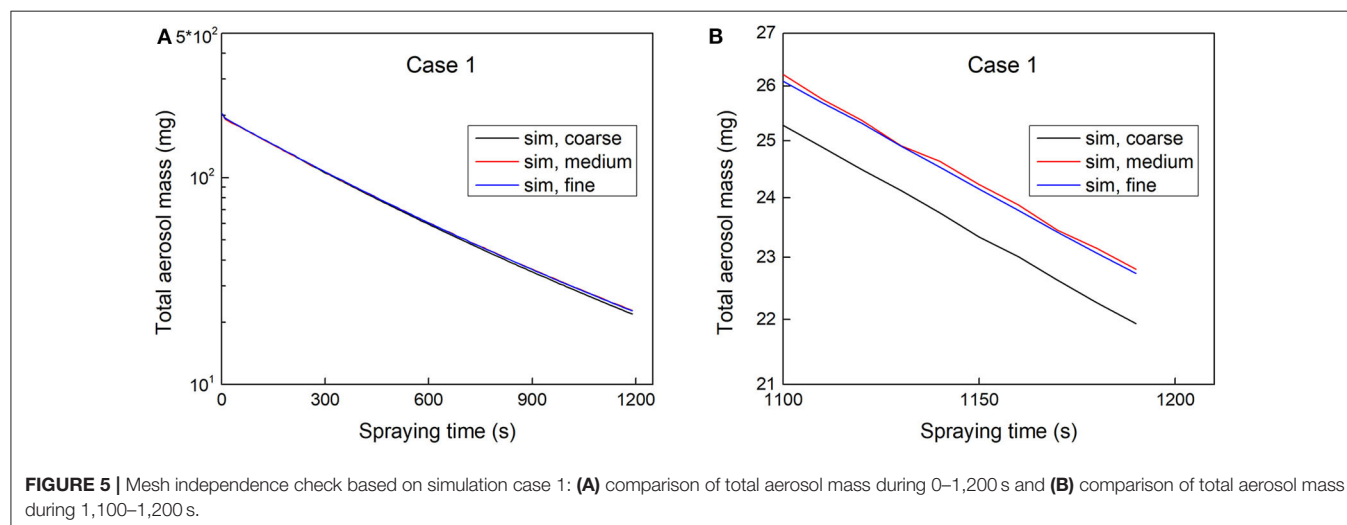 A
Case 1
sim, coarse
sim, medium
sim, fine
Total aerosol mass (mg)
5*10²
10²
10¹
0 300 600 900 1200
Spraying time (s)
B
Case 1
sim, coarse
sim, medium
sim, fine
Total aerosol mass (mg)
27
26
25
24
23
22
21
1100 1150 1200
Spraying time (s)
FIGURE 5 | Mesh independence check based on simulation case 1: (A) comparison of total aerosol mass during 0–1,200 s and (B) comparison of total aerosol mass
during 1,100–1,200 s.